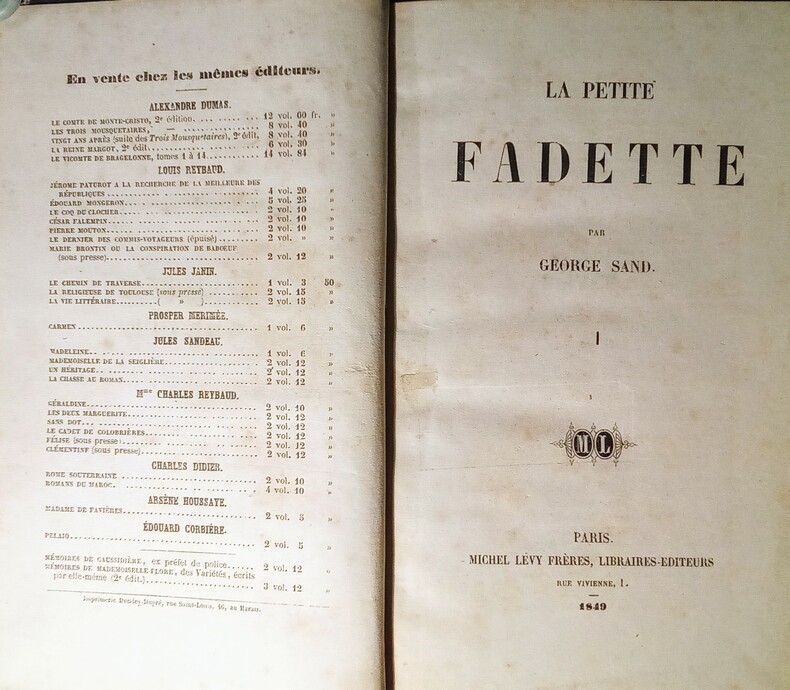 En vente chez les mêmes éditeurs.
ALEXANDRE DUMAS.
LE COMTE DE MONTE-CRISTO, 2e édition. . . . . . . . 12 vol. 60 fr. »
LES TROIS MOUSQUETAIRES, — . . . . . . . . 8 vol. 40 »
VINGT ANS APRÈS (suite des Trois Mousquetaires), 2e édit. 8 vol. 40 »
LA REINE MARGOT, 2e édit. . . . . . . . 6 vol. 30 »
LE VICOMTE DE BRAGELONNE, tomes 1 à 14. . . . . . . . 14 vol. 84 »
LOUIS REYBAUD.
JÉROME PATUROT A LA RECHERCHE DE LA MEILLEURE DES
RÉPUBLIQUES . . . . . . . . 4 vol. 20 »
ÉDOUARD MONGERON. . . . . . . . 5 vol. 25 »
LE COQ DU CLOCHER. . . . . . . . 2 vol. 10 »
CÉSAR FALEMPIN. . . . . . . . 2 vol. 10 »
PIERRE MOUTON. . . . . . . . 2 vol. 10 »
LE DERNIER DES COMMIS-VOYAGEURS (épuisé). . . . . . . . 2 vol. » »
MARIE BRONTIN OU LA CONSPIRATION DE BABOEUF
(sous presse). . . . . . . . 2 vol. 12 »
JULES JANIN.
LE CHEMIN DE TRAVERSE. . . . . . . . 1 vol. 3 50
LA RELIGIEUSE DE TOULOUSE (sous presse) . . . . . . . . 2 vol. 15 »
LA VIE LITTÉRAIRE. . . . . . . . ( » ). . . . . . . . 2 vol. 15 »
PROSPER MERIMÉE.
CARMEN. . . . . . . . 1 vol. 6 »
JULES SANDEAU.
MADELEINE. . . . . . . . 1 vol. 6 »
MADEMOISELLE DE LA SEIGLIÈRE. . . . . . . . 2 vol. 12 »
UN HÉRITAGE. . . . . . . . 2 vol. 12 »
LA CHASSE AU ROMAN. . . . . . . . 2 vol. 12 »
Mme CHARLES REYBAUD.
GÉRALDINE. . . . . . . . 2 vol. 10 »
LES DEUX MARGUERITE. . . . . . . . 2 vol. 12 »
SANS DOT. . . . . . . . 2 vol. 12 »
LE CADET DE COLOBRIÈRES. . . . . . . . 2 vol. 12 »
FÉLISE (sous presse). . . . . . . . 2 vol. 12 »
CLÉMENTINE (sous presse). . . . . . . . 2 vol. 12 »
CHARLES DIDIER.
ROME SOUTERRAINE . . . . . . . . 2 vol. 10 »
ROMANS DU MAROC. . . . . . . . 4 vol. 10 »
ARSÈNE HOUSSAYE.
MADAME DE FAVIÈRES. . . . . . . . 2 vol. 5 »
ÉDOUARD CORBIÈRE.
PELAIO. . . . . . . . 2 vol. 5 »
MÉMOIRES DE CAUSSIDIÈRE, ex préfet de police. . . . . . 2 vol. 12 »
MÉMOIRES DE MADEMOISELLE FLORE, des Variétés, écrits
par elle-même (2e édit.). . . . . . . . 3 vol. 12 »
Imprimerie Dondey-Dupré, rue Saint-Louis, 46, au Marais.
LA PETITE
FADETTE
PAR
GEORGE SAND.
I
1
ML
PARIS.
MICHEL LÉVY FRÈRES, LIBRAIRES-EDITEURS
RUE VIVIENNE, 1.
1849